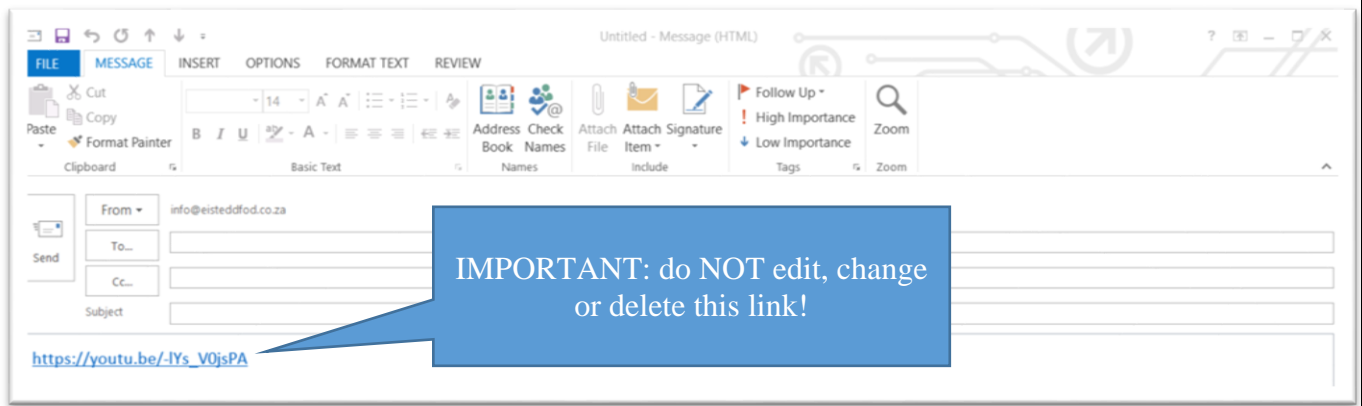 Untitled - Message (HTML)
FILE MESSAGE INSERT OPTIONS FORMAT TEXT REVIEW
Cut
Copy
Format Painter
Paste
Clipboard
14
B I U
Basic Text
Address Book
Check Names
Names
Attach File
Attach Item
Signature
Include
Follow Up
High Importance
Low Importance
Tags
Zoom
Zoom
From info@eisteddfod.co.za
Send
To...
Cc...
Subject
IMPORTANT: do NOT edit, change
or delete this link!
https://youtu.be/-lYs_V0jsPA